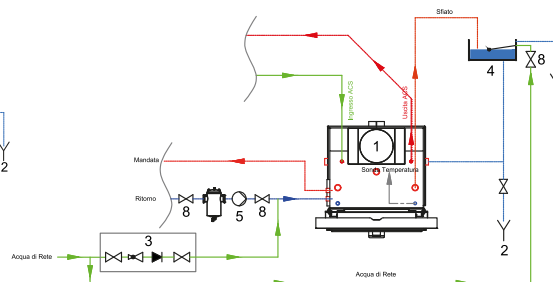 Sfiato
8
4
Ingresso ACS
Uscita ACS
1
2
Mandata
Sonda Temperatura
Ritorno
8
5
8
3
2
Acqua di Rete
Acqua di Rete